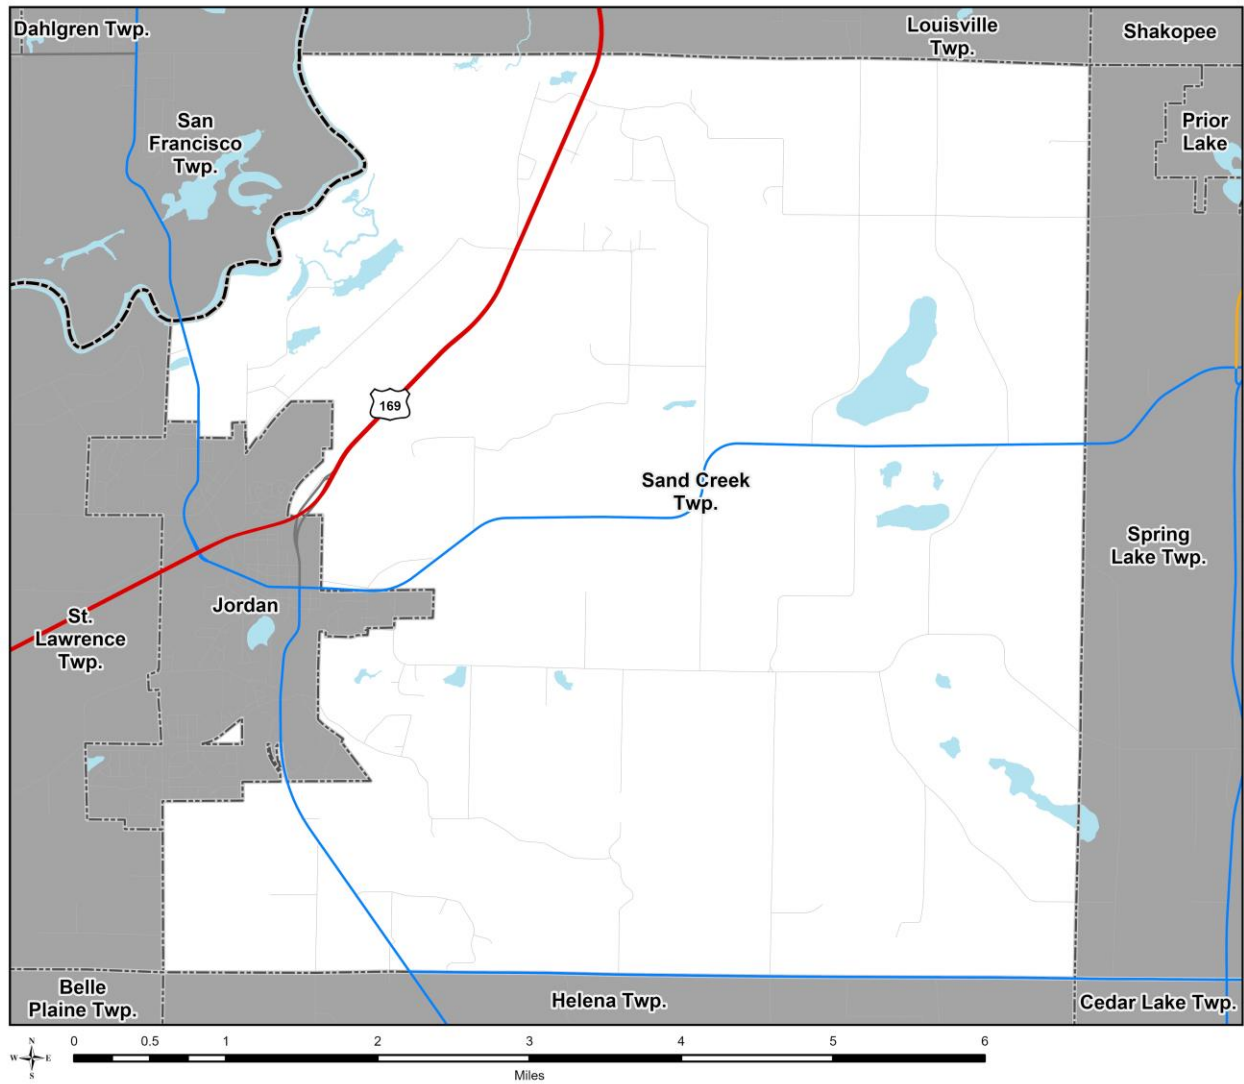 Dahlgren Twp.
Louisville
Twp.
Shakopee
San
Francisco
Twp.
Prior
Lake
169
Sand Creek
Twp.
Spring
Lake Twp.
Jordan
St.
Lawrence
Twp.
Belle
Plaine Twp.
Helena Twp.
Cedar Lake Twp.
N
W E
S
0 0.5 1 2 3 4 5 6
Miles